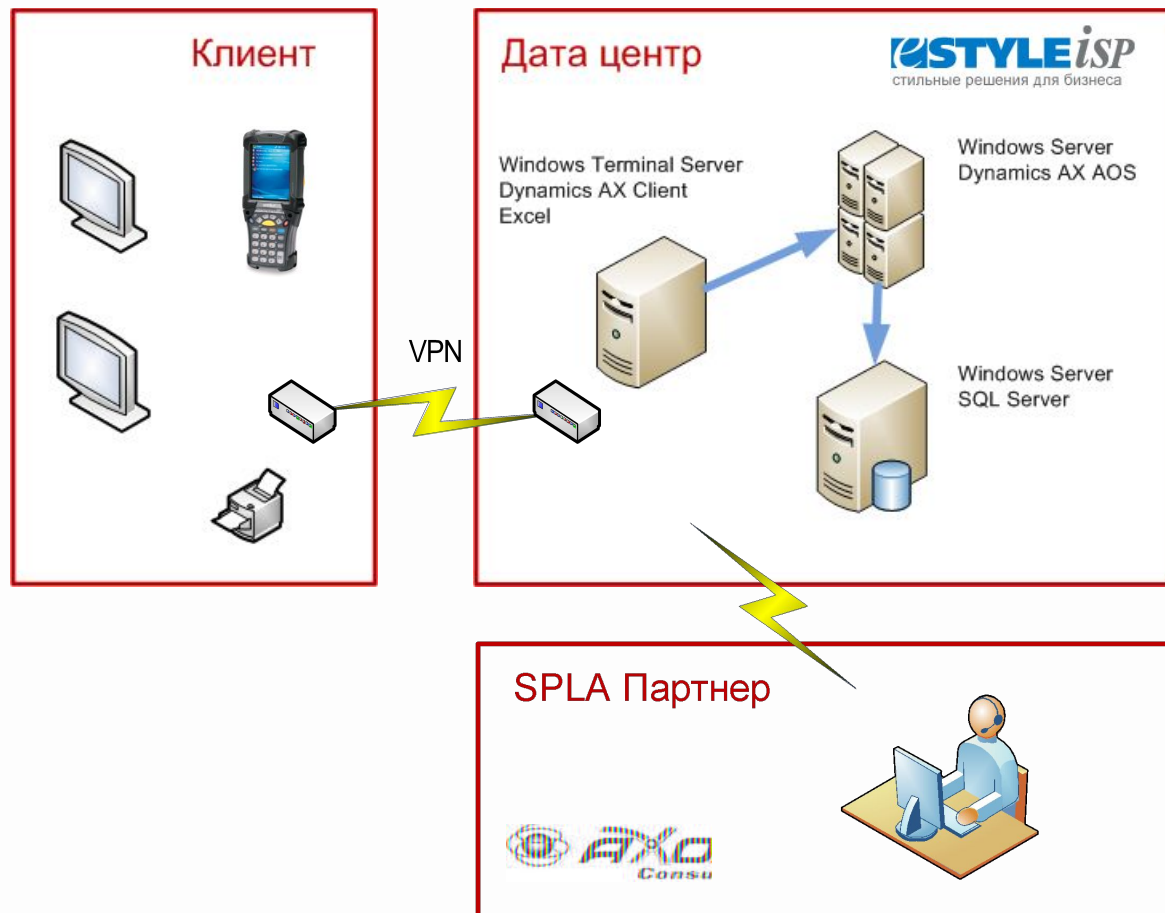 Клиент
Дата центр
eSTYLEisp
стильные решения для бизнеса
Windows Terminal Server
Dynamics AX Client
Excel
Windows Server
Dynamics AX AOS
VPN
Windows Server
SQL Server
SPLA Партнер
Consu